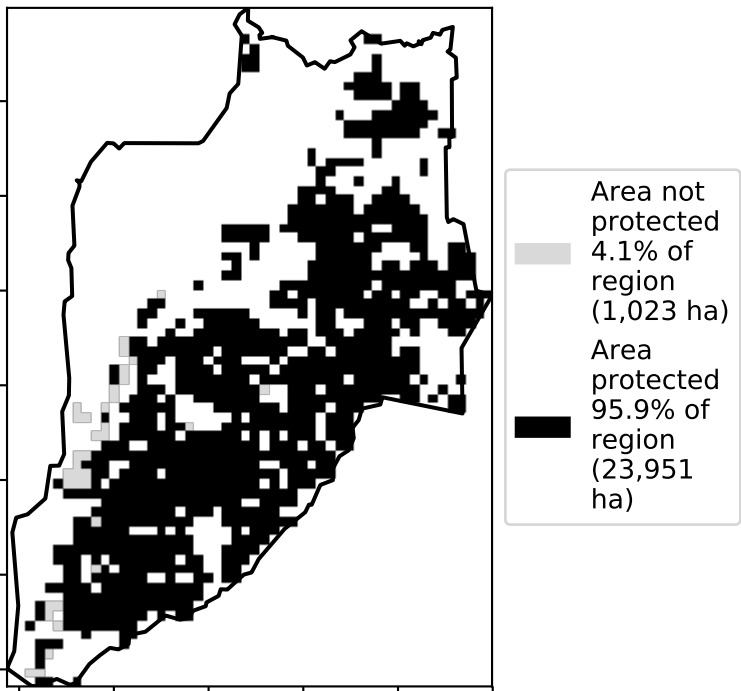 Area not
protected
4.1% of
region
(1,023 ha)
Area
protected
95.9% of
region
(23,951
ha)